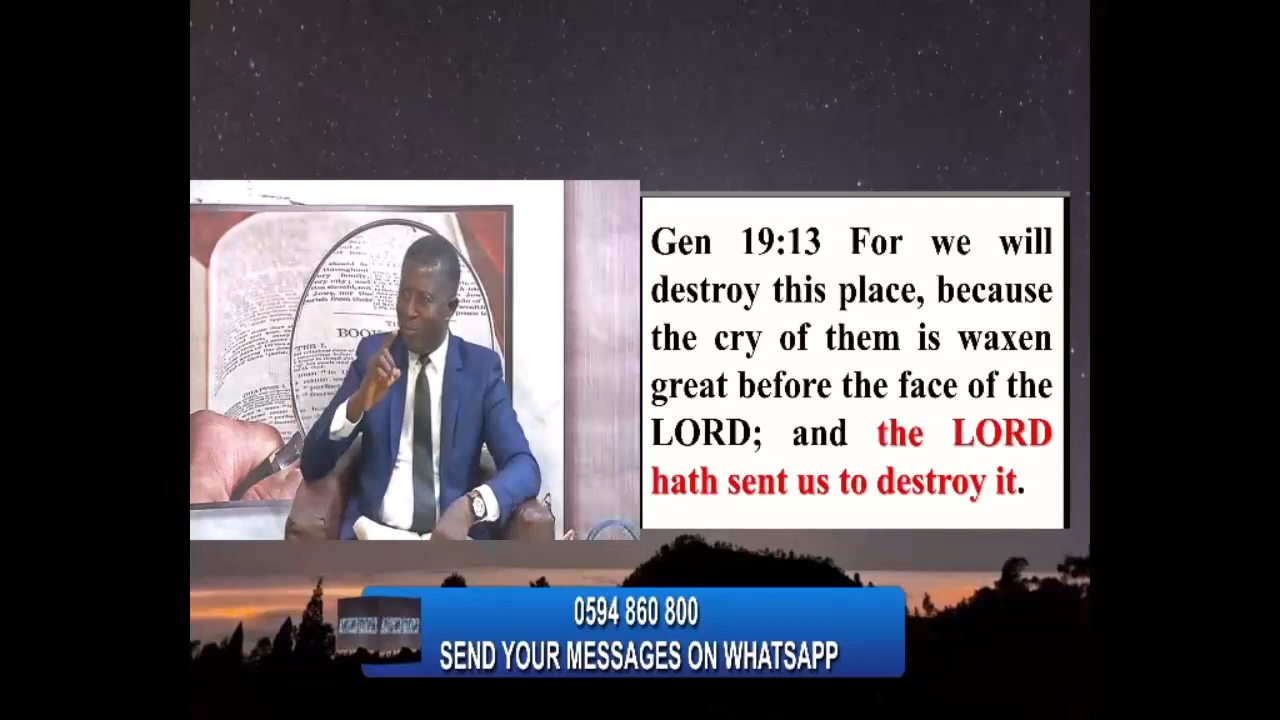 Gen 19:13 For we will
destroy this place, because
the cry of them is waxen
great before the face of the
LORD; and the LORD
hath sent us to destroy it.
BOOK
0594 860 800
SEND YOUR MESSAGES ON WHATSAPP